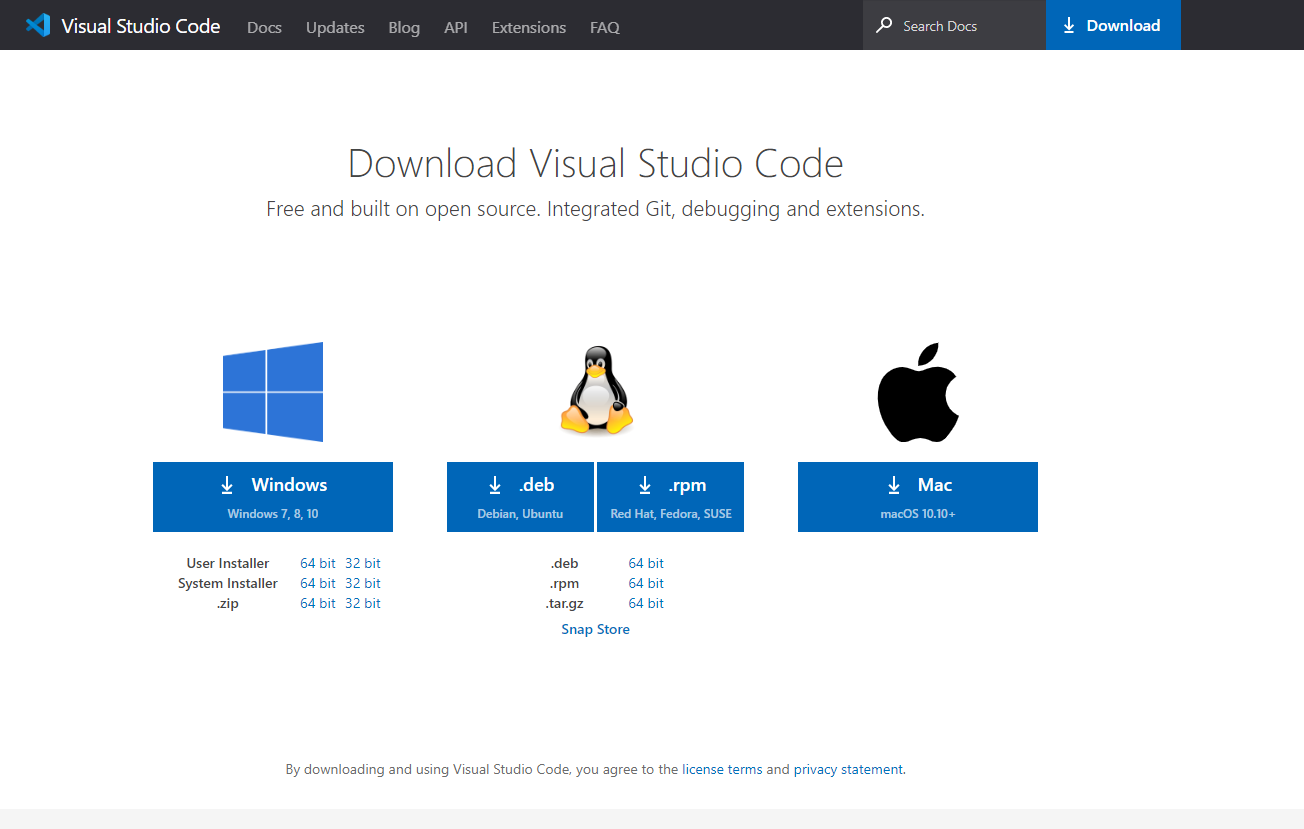 Visual Studio Code Docs Updates Blog API Extensions FAQ Search Docs Download
Download Visual Studio Code
Free and built on open source. Integrated Git, debugging and extensions.
Windows
Windows 7, 8, 10
User Installer 64 bit 32 bit
System Installer 64 bit 32 bit
.zip 64 bit 32 bit
.deb
Debian, Ubuntu
.rpm
Red Hat, Fedora, SUSE
.deb 64 bit
.rpm 64 bit
.tar.gz 64 bit
Snap Store
Mac
macOS 10.10+
By downloading and using Visual Studio Code, you agree to the license terms and privacy statement.